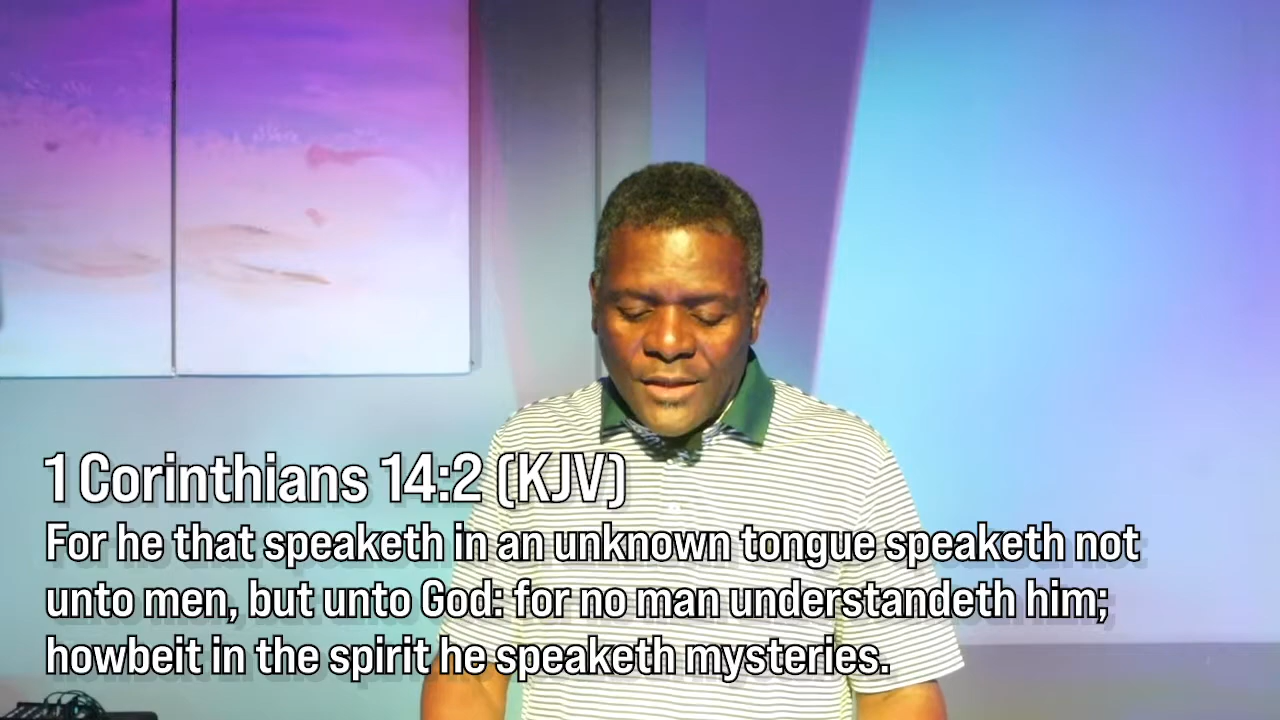 1 Corinthians 14:2 (KJV)
For he that speaketh in an unknown tongue speaketh not
unto men, but unto God: for no man understandeth him;
howbeit in the spirit he speaketh mysteries.